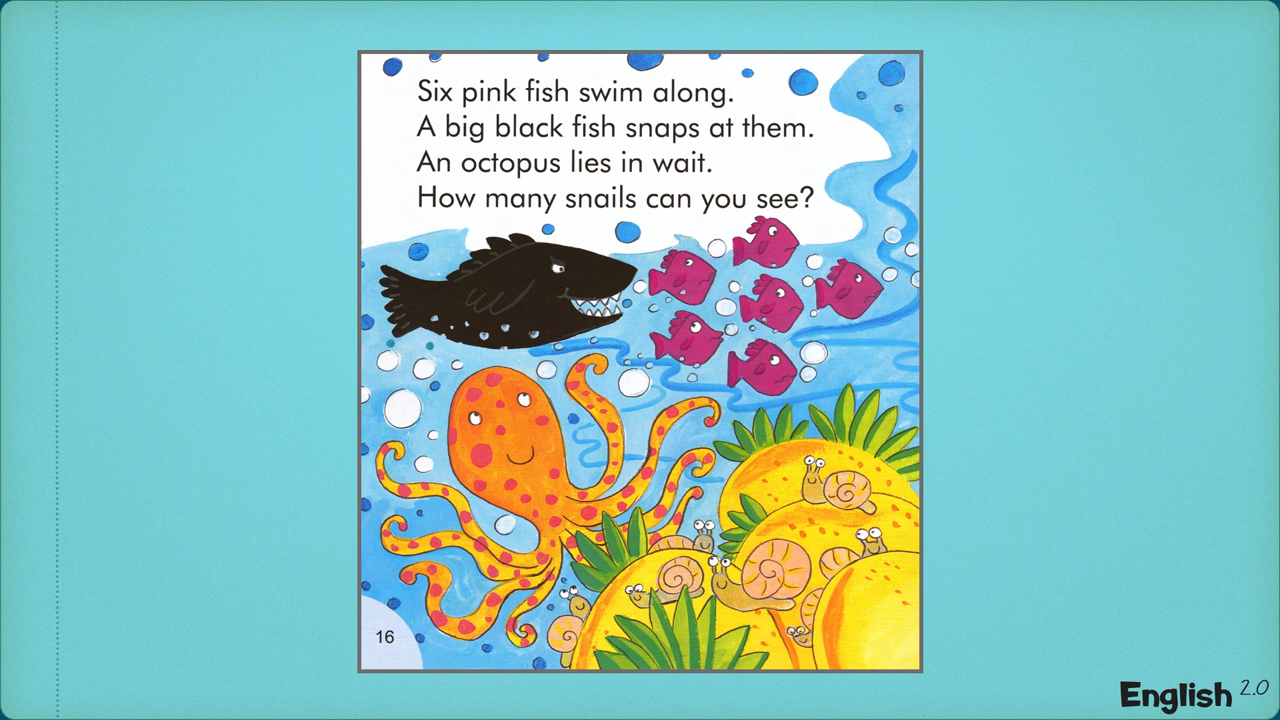 Six pink fish swim along.
A big black fish snaps at them.
An octopus lies in wait.
How many snails can you see?
16
English 2.0